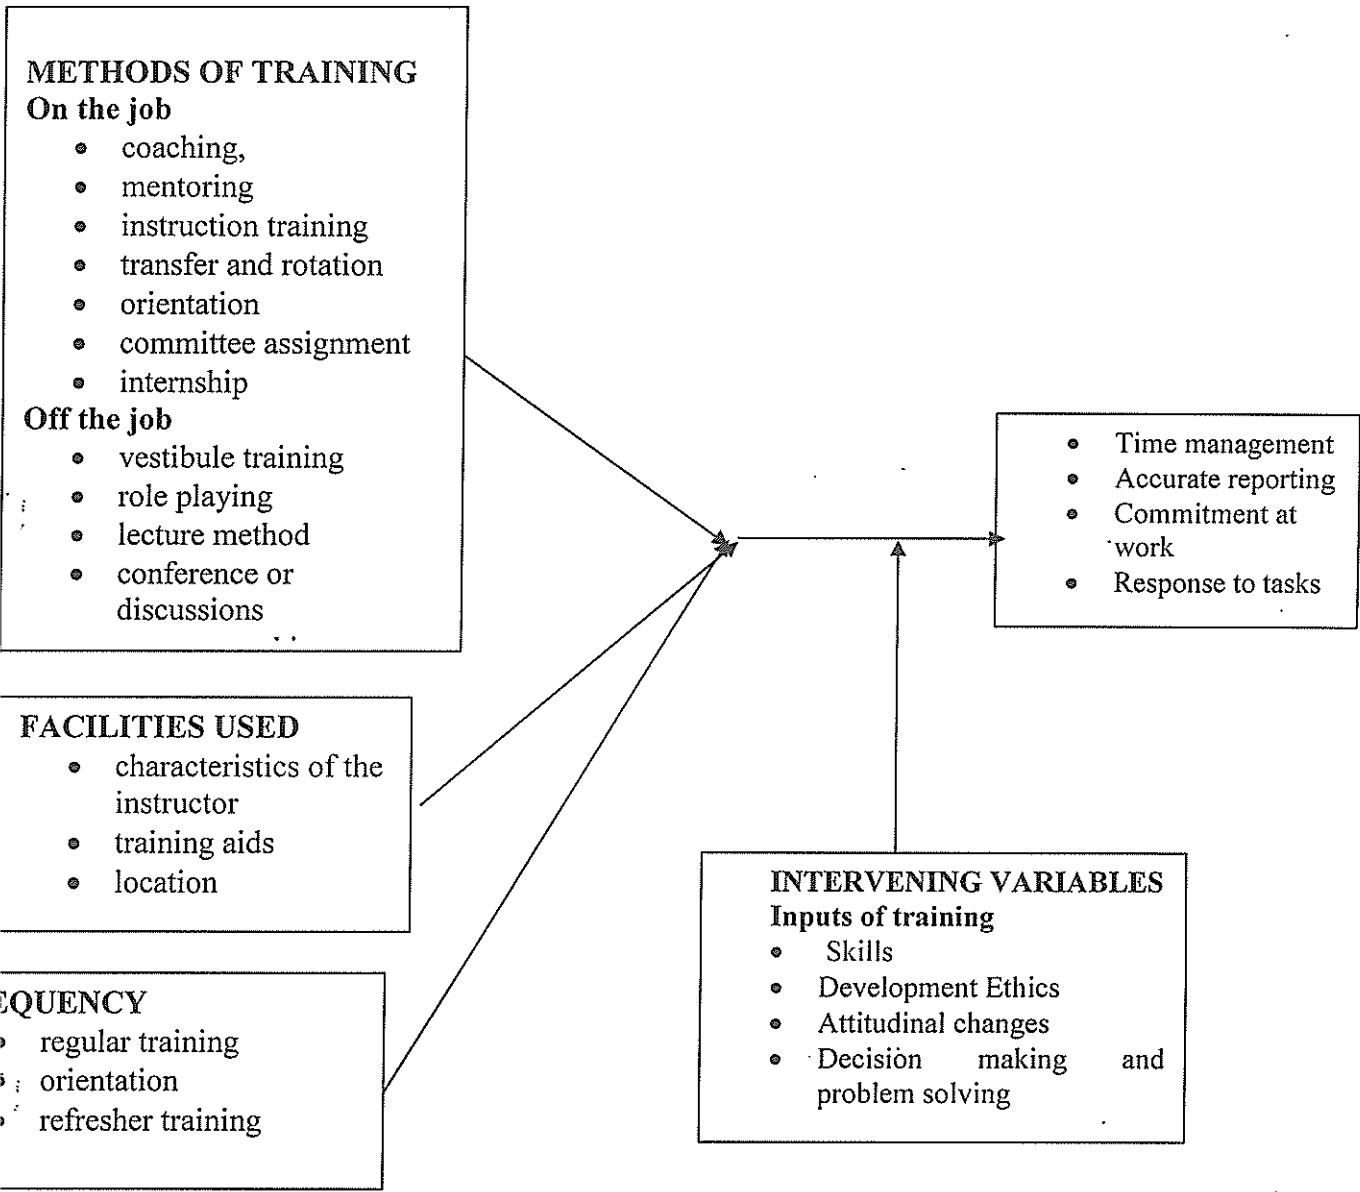 METHODS OF TRAINING
On the job
• coaching,
• mentoring
• instruction training
• transfer and rotation
• orientation
• committee assignment
• internship
Off the job
• vestibule training
• role playing
• lecture method
• conference or
discussions
FACILITIES USED
• characteristics of the
instructor
• training aids
• location
EQUENCY
• regular training
• orientation
• refresher training
• Time management
• Accurate reporting
• Commitment at
work
• Response to tasks
INTERVENING VARIABLES
Inputs of training
• Skills
• Development Ethics
• Attitudinal changes
• Decision making and
problem solving